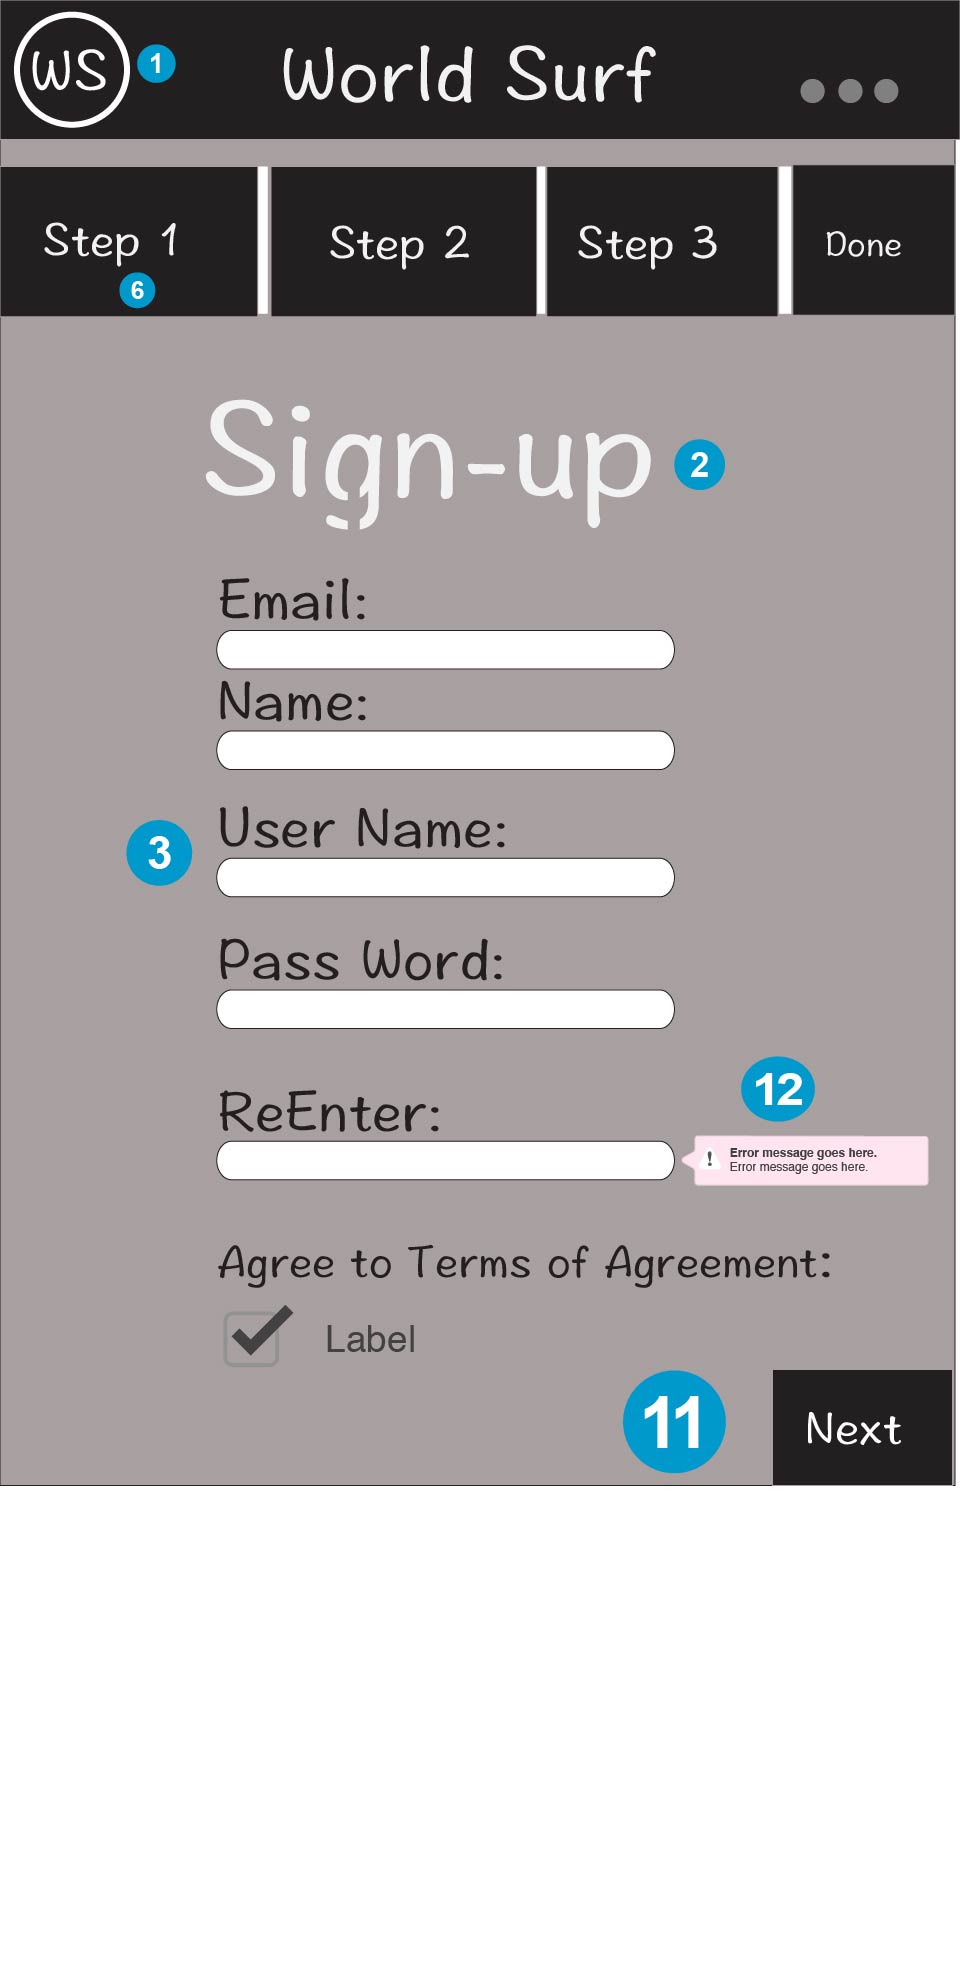 WS 1 World Surf
Step 1 Step 2 Step 3 Done
6
Sign-up 2
Email:
Name:
3 User Name:
Pass Word:
12
ReEnter:
Error message goes here.
Error message goes here.
Agree to Terms of Agreement:
Label
11 Next